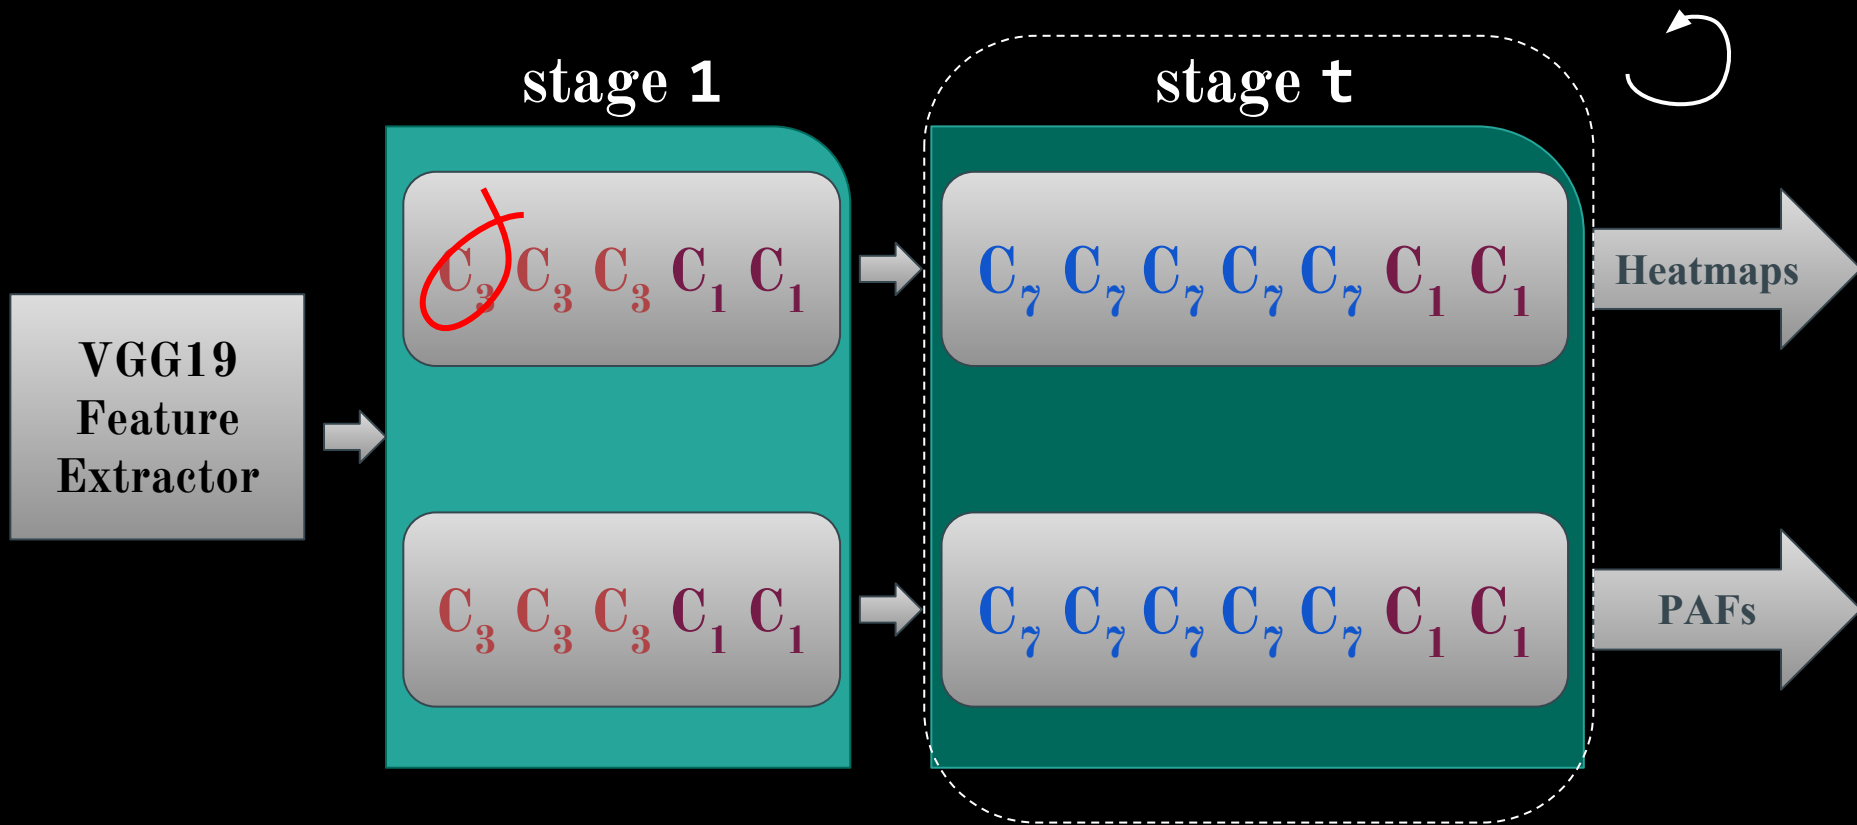 stage 1
stage t
C₃ C₃ C₃ C₁ C₁
C₇ C₇ C₇ C₇ C₇ C₁ C₁
Heatmaps
VGG19
Feature
Extractor
C₃ C₃ C₃ C₁ C₁
C₇ C₇ C₇ C₇ C₇ C₁ C₁
PAFs